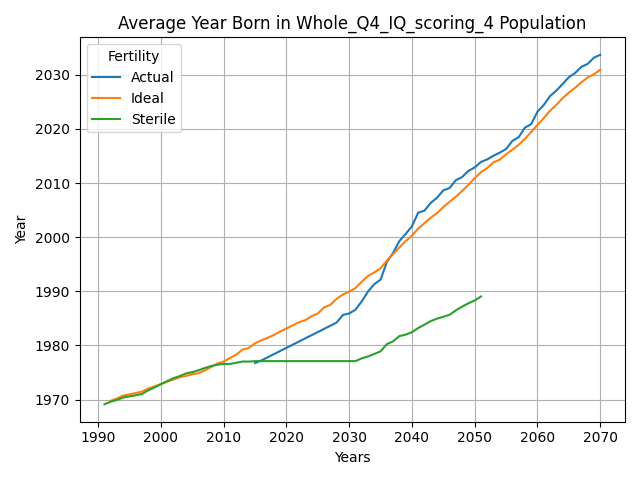 Average Year Born in Whole_Q4_IQ_scoring_4 Population
Fertility
Actual
Ideal
Sterile
Year
2030
2020
2010
2000
1990
1980
1970
1990 2000 2010 2020 2030 2040 2050 2060 2070
Years